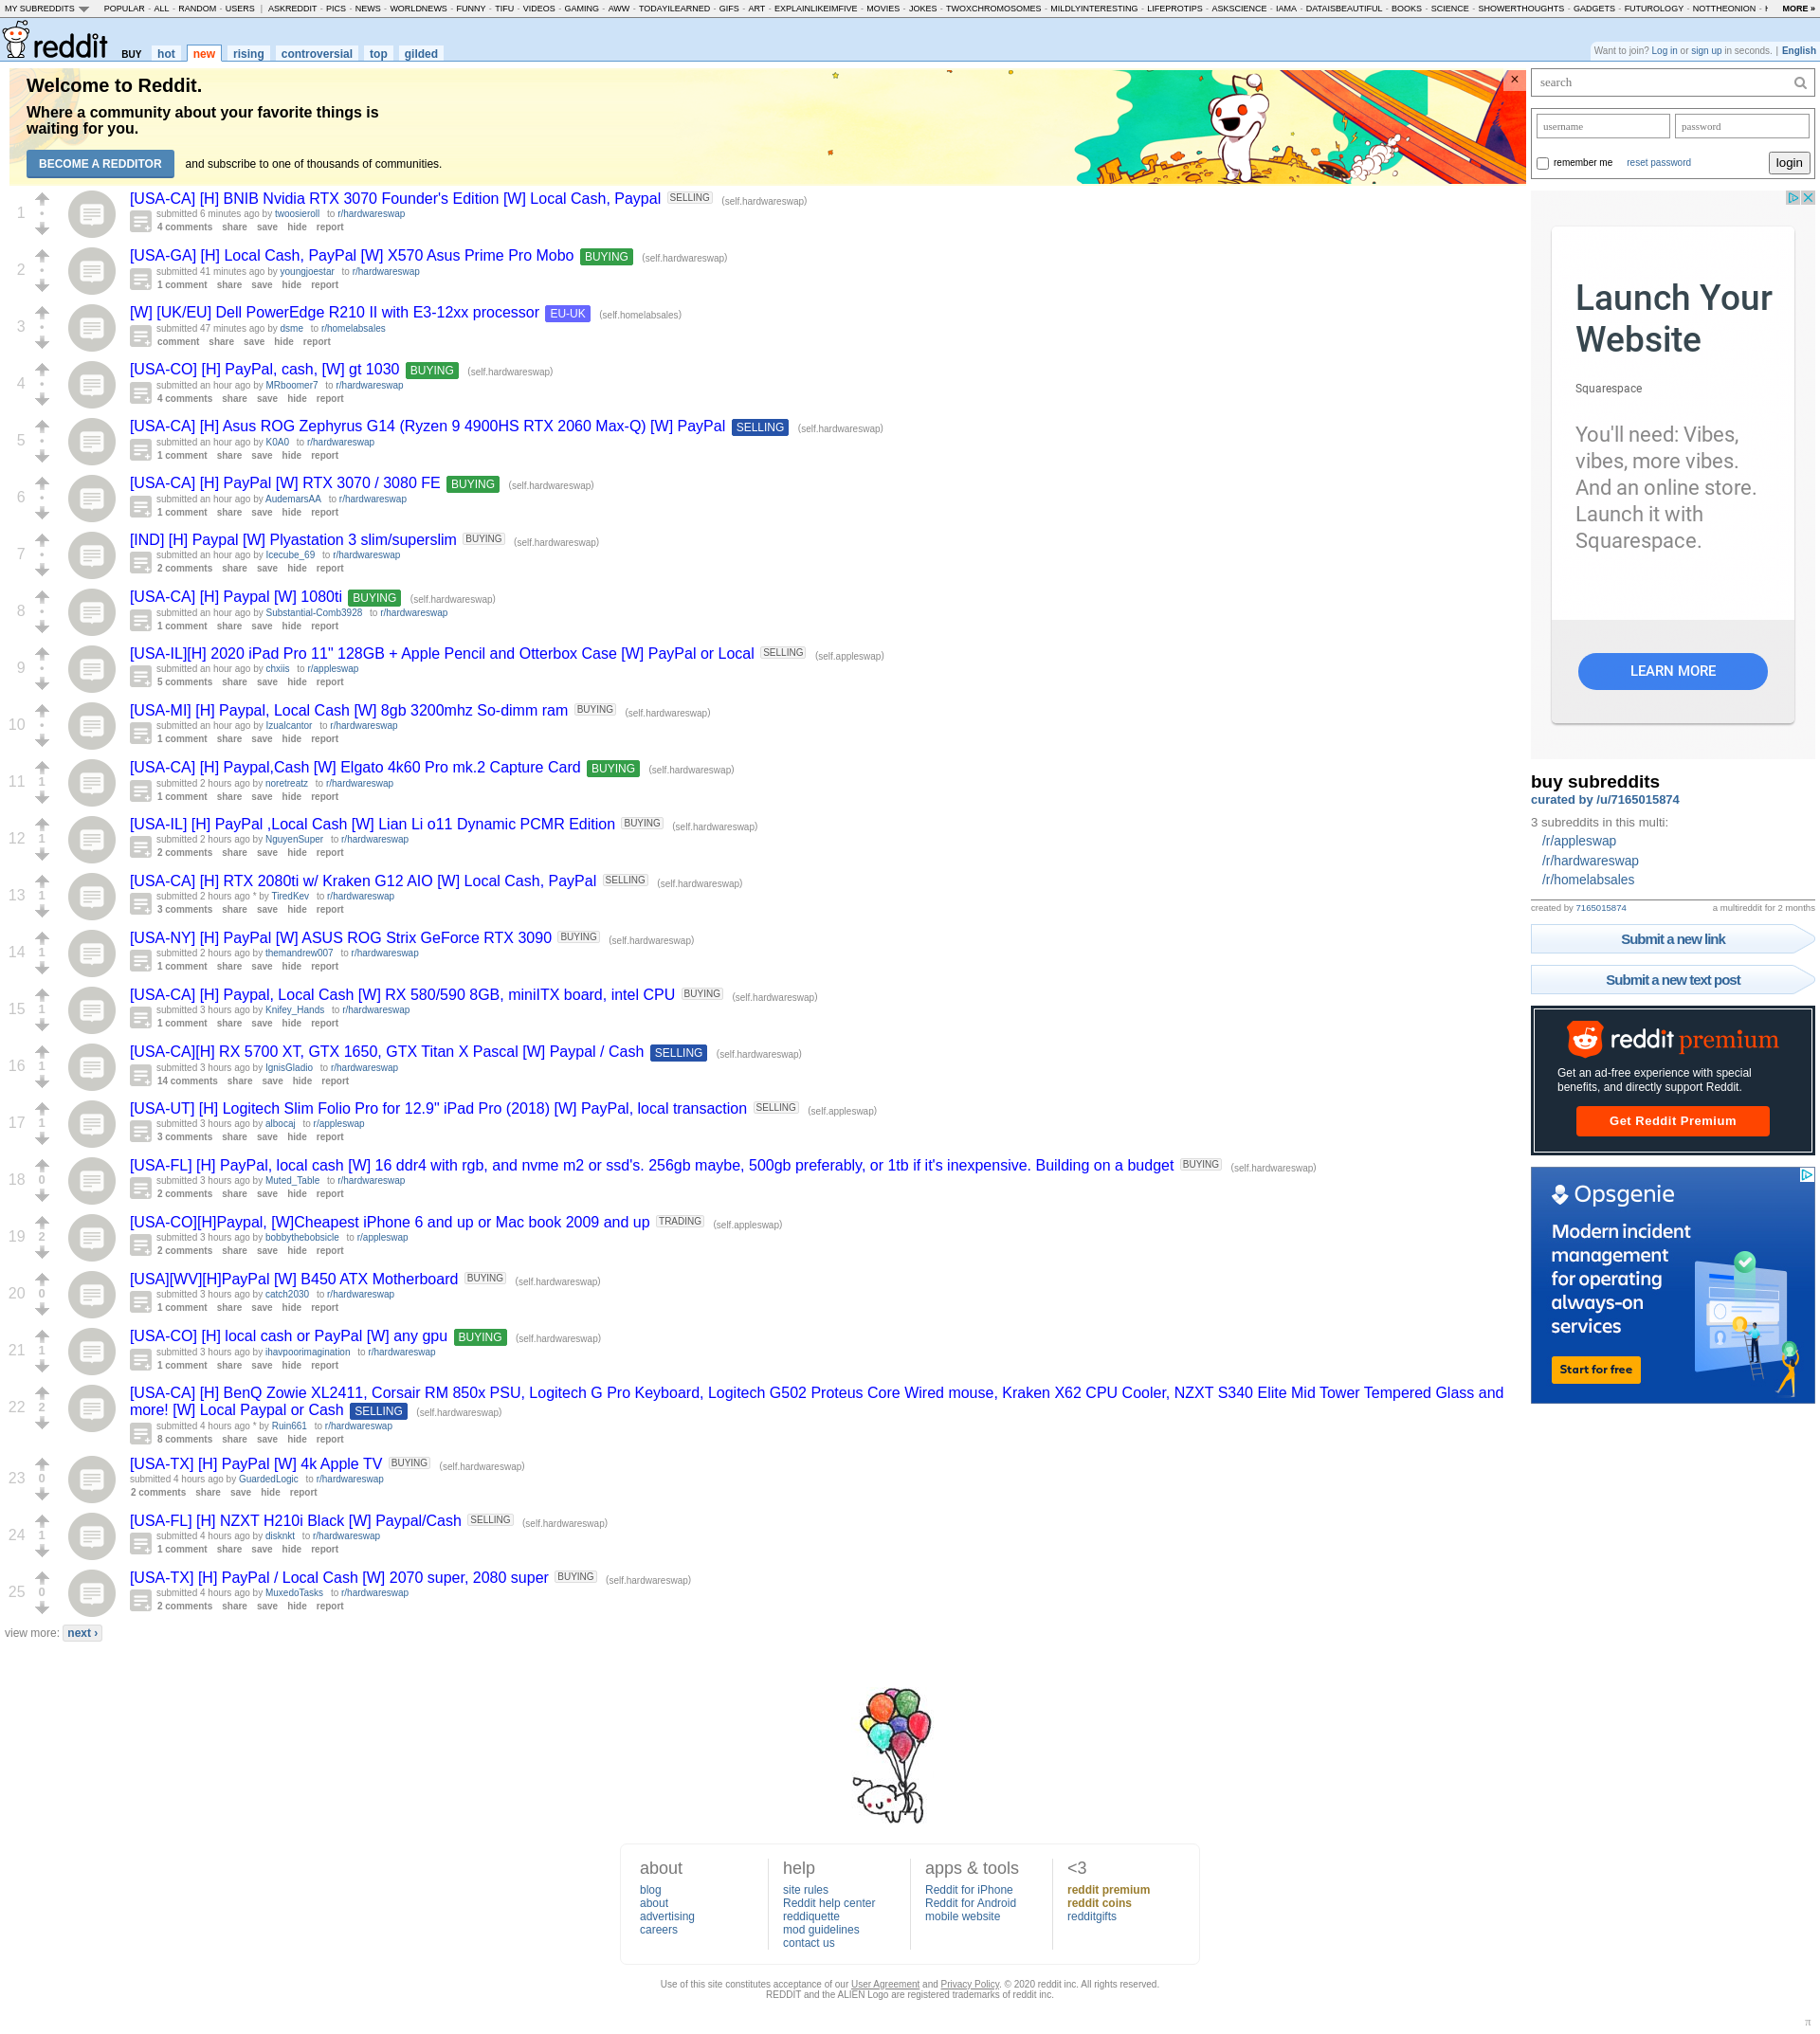 MY SUBREDDITS POPULAR - ALL - RANDOM - USERS | ASKREDDIT - PICS - NEWS - WORLDNEWS - FUNNY - TIFU - VIDEOS - GAMING - AWW - TODAYILEARNED - GIFS - ART - EXPLAINLIKEIMFIVE - MOVIES - JOKES - TWOXCHROMOSOMES - MILDLYINTERESTING - LIFEPROTIPS - ASKSCIENCE - IAMA - DATAISBEAUTIFUL - BOOKS - SCIENCE - SHOWERTHOUGHTS - GADGETS - FUTUROLOGY - NOTTHEONION - MORE »
reddit BUY hot new rising controversial top gilded
Want to join? Log in or sign up in seconds. | English
Welcome to Reddit.
Where a community about your favorite things is
waiting for you.
BECOME A REDDITOR and subscribe to one of thousands of communities.
×
1
[USA-CA] [H] BNIB Nvidia RTX 3070 Founder's Edition [W] Local Cash, Paypal SELLING (self.hardwareswap)
submitted 6 minutes ago by twoosieroll to r/hardwareswap
4 comments share save hide report
2
[USA-GA] [H] Local Cash, PayPal [W] X570 Asus Prime Pro Mobo BUYING (self.hardwareswap)
submitted 41 minutes ago by youngjoestar to r/hardwareswap
1 comment share save hide report
3
[W] [UK/EU] Dell PowerEdge R210 II with E3-12xx processor EU-UK (self.homelabsales)
submitted 47 minutes ago by dsme to r/homelabsales
comment share save hide report
4
[USA-CO] [H] PayPal, cash, [W] gt 1030 BUYING (self.hardwareswap)
submitted an hour ago by MRboomer7 to r/hardwareswap
4 comments share save hide report
5
[USA-CA] [H] Asus ROG Zephyrus G14 (Ryzen 9 4900HS RTX 2060 Max-Q) [W] PayPal SELLING (self.hardwareswap)
submitted an hour ago by K0A0 to r/hardwareswap
1 comment share save hide report
6
[USA-CA] [H] PayPal [W] RTX 3070 / 3080 FE BUYING (self.hardwareswap)
submitted an hour ago by AudemarsAA to r/hardwareswap
1 comment share save hide report
7
[IND] [H] Paypal [W] Plyastation 3 slim/superslim BUYING (self.hardwareswap)
submitted an hour ago by Icecube_69 to r/hardwareswap
2 comments share save hide report
8
[USA-CA] [H] Paypal [W] 1080ti BUYING (self.hardwareswap)
submitted an hour ago by Substantial-Comb3928 to r/hardwareswap
1 comment share save hide report
9
[USA-IL][H] 2020 iPad Pro 11" 128GB + Apple Pencil and Otterbox Case [W] PayPal or Local SELLING (self.appleswap)
submitted an hour ago by chxiis to r/appleswap
5 comments share save hide report
10
[USA-MI] [H] Paypal, Local Cash [W] 8gb 3200mhz So-dimm ram BUYING (self.hardwareswap)
submitted an hour ago by Izualcantor to r/hardwareswap
1 comment share save hide report
11 1
[USA-CA] [H] Paypal,Cash [W] Elgato 4k60 Pro mk.2 Capture Card BUYING (self.hardwareswap)
submitted 2 hours ago by noretreatz to r/hardwareswap
1 comment share save hide report
12 1
[USA-IL] [H] PayPal ,Local Cash [W] Lian Li o11 Dynamic PCMR Edition BUYING (self.hardwareswap)
submitted 2 hours ago by NguyenSuper to r/hardwareswap
2 comments share save hide report
13 1
[USA-CA] [H] RTX 2080ti w/ Kraken G12 AIO [W] Local Cash, PayPal SELLING (self.hardwareswap)
submitted 2 hours ago * by TiredKev to r/hardwareswap
3 comments share save hide report
14 1
[USA-NY] [H] PayPal [W] ASUS ROG Strix GeForce RTX 3090 BUYING (self.hardwareswap)
submitted 2 hours ago by themandrew007 to r/hardwareswap
1 comment share save hide report
15 1
[USA-CA] [H] Paypal, Local Cash [W] RX 580/590 8GB, miniITX board, intel CPU BUYING (self.hardwareswap)
submitted 3 hours ago by Knifey_Hands to r/hardwareswap
1 comment share save hide report
16 1
[USA-CA][H] RX 5700 XT, GTX 1650, GTX Titan X Pascal [W] Paypal / Cash SELLING (self.hardwareswap)
submitted 3 hours ago by IgnisGladio to r/hardwareswap
14 comments share save hide report
17 1
[USA-UT] [H] Logitech Slim Folio Pro for 12.9" iPad Pro (2018) [W] PayPal, local transaction SELLING (self.appleswap)
submitted 3 hours ago by albocaj to r/appleswap
3 comments share save hide report
18 0
[USA-FL] [H] PayPal, local cash [W] 16 ddr4 with rgb, and nvme m2 or ssd's. 256gb maybe, 500gb preferably, or 1tb if it's inexpensive. Building on a budget BUYING (self.hardwareswap)
submitted 3 hours ago by Muted_Table to r/hardwareswap
2 comments share save hide report
19 2
[USA-CO][H]Paypal, [W]Cheapest iPhone 6 and up or Mac book 2009 and up TRADING (self.appleswap)
submitted 3 hours ago by bobbythebobsicle to r/appleswap
2 comments share save hide report
20 0
[USA][WV][H]PayPal [W] B450 ATX Motherboard BUYING (self.hardwareswap)
submitted 3 hours ago by catch2030 to r/hardwareswap
1 comment share save hide report
21 1
[USA-CO] [H] local cash or PayPal [W] any gpu BUYING (self.hardwareswap)
submitted 3 hours ago by ihavpoorimagination to r/hardwareswap
1 comment share save hide report
22 2
[USA-CA] [H] BenQ Zowie XL2411, Corsair RM 850x PSU, Logitech G Pro Keyboard, Logitech G502 Proteus Core Wired mouse, Kraken X62 CPU Cooler, NZXT S340 Elite Mid Tower Tempered Glass and
more! [W] Local Paypal or Cash SELLING (self.hardwareswap)
submitted 4 hours ago * by Ruin661 to r/hardwareswap
8 comments share save hide report
23 0
[USA-TX] [H] PayPal [W] 4k Apple TV BUYING (self.hardwareswap)
submitted 4 hours ago by GuardedLogic to r/hardwareswap
2 comments share save hide report
24 1
[USA-FL] [H] NZXT H210i Black [W] Paypal/Cash SELLING (self.hardwareswap)
submitted 4 hours ago by disknkt to r/hardwareswap
1 comment share save hide report
25 0
[USA-TX] [H] PayPal / Local Cash [W] 2070 super, 2080 super BUYING (self.hardwareswap)
submitted 4 hours ago by MuxedoTasks to r/hardwareswap
2 comments share save hide report
view more: next ›
search
username password
remember me reset password login
Launch Your
Website
Squarespace
You'll need: Vibes,
vibes, more vibes.
And an online store.
Launch it with
Squarespace.
LEARN MORE
buy subreddits
curated by /u/7165015874
3 subreddits in this multi:
/r/appleswap
/r/hardwareswap
/r/homelabsales
created by 7165015874 a multireddit for 2 months
Submit a new link
Submit a new text post
reddit premium
Get an ad-free experience with special
benefits, and directly support Reddit.
Get Reddit Premium
Opsgenie
Modern incident
management
for operating
always-on
services
Start for free
about
blog
about
advertising
careers
help
site rules
Reddit help center
reddiquette
mod guidelines
contact us
apps & tools
Reddit for iPhone
Reddit for Android
mobile website
<3
reddit premium
reddit coins
redditgifts
Use of this site constitutes acceptance of our User Agreement and Privacy Policy. © 2020 reddit inc. All rights reserved.
REDDIT and the ALIEN Logo are registered trademarks of reddit inc.
π